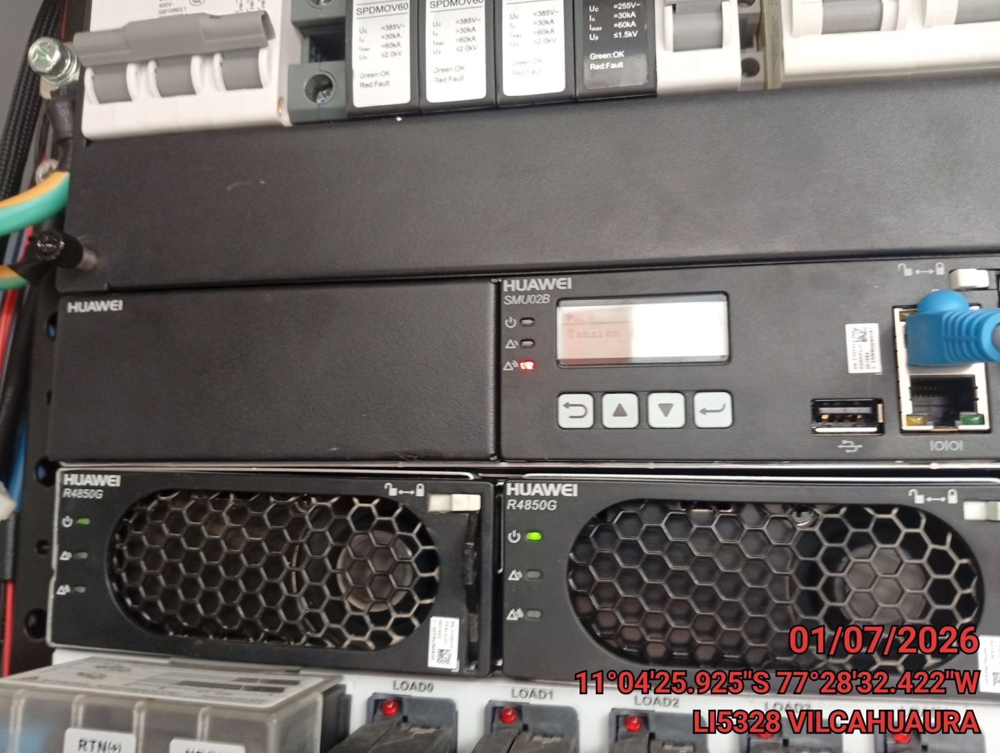 400V~
GB10963.1
SPDMOV60
Uc =385V~
In =30kA
Imax =60kA
Up ≤2.0kV
Green:OK
Red:Fault
SPDMOV60
Uc =385V~
In =30kA
Imax =60kA
Up ≤2.0kV
Green:OK
Red:Fault
Uc =385V~
In =30kA
Imax =60kA
Up ≤2.0kV
Green:OK
Red:Fault
Uc =255V~
In =30kA
Imax =60kA
Up ≤1.5kV
Green:OK
Red:Fault
HUAWEI
HUAWEI
SMU02B
Tensión
IOIOI
HUAWEI
R4850G
HUAWEI
R4850G
LOAD0
LOAD1
LOAD2
RTN(+)
01/07/2026
11°04'25.925"S 77°28'32.422"W
LI5328 VILCAHUAURA